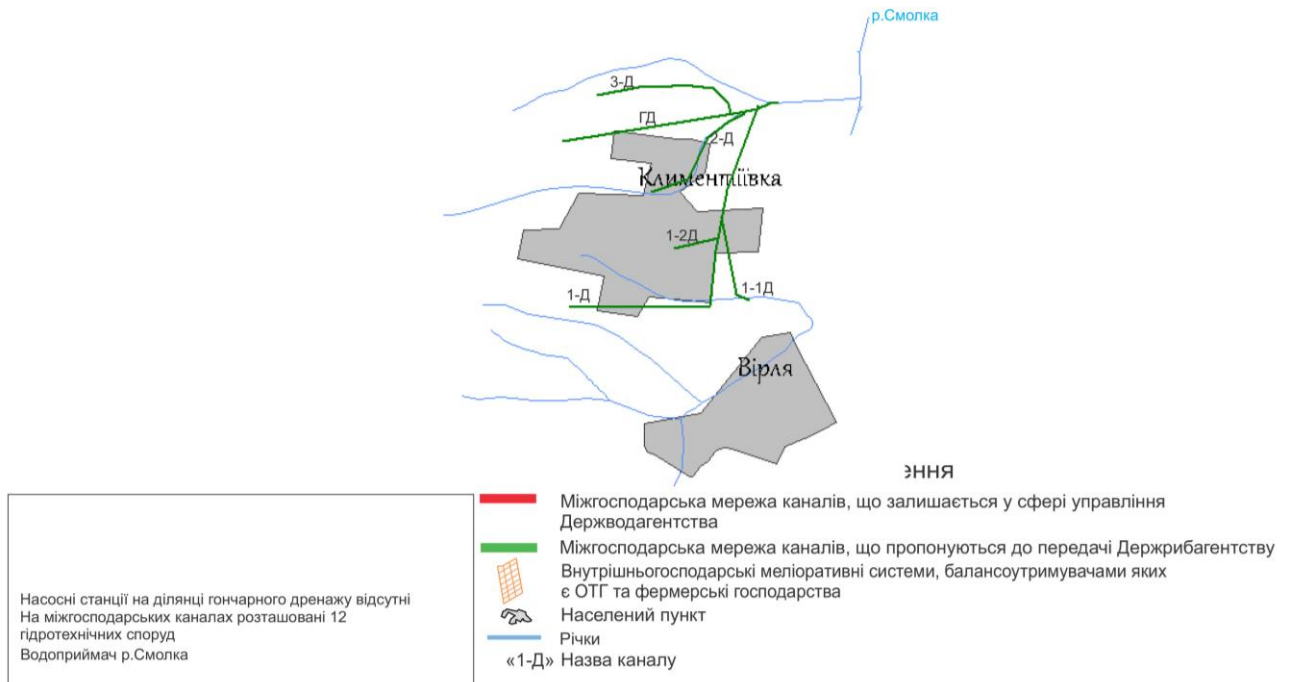 р.Смолка
3-Д
ГД
2-Д
Климентіївка
1-2Д
1-Д
1-1Д
Вірля
ення
Міжгосподарська мережа каналів, що залишається у сфері управління
Держводагентства
Міжгосподарська мережа каналів, що пропонуються до передачі Держрибагентству
Внутрішньогосподарські меліоративні системи, балансоутримувачами яких
є ОТГ та фермерські господарства
Населений пункт
Річки
«1-Д» Назва каналу
Насосні станції на ділянці гончарного дренажу відсутні
На міжгосподарських каналах розташовані 12
гідротехнічних споруд
Водоприймач р.Смолка